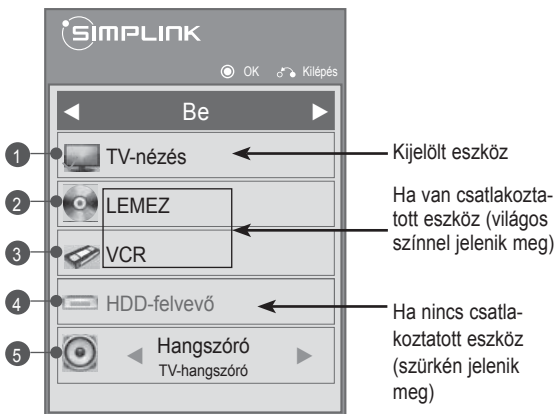 SIMPLINK
OK Kilépés
Be
1 TV-nézés
Kijelölt eszköz
2 LEMEZ
3 VCR
Ha van csatlakozta-
tott eszköz (világos
színnel jelenik meg)
4 HDD-felvevő
Ha nincs csatla-
koztatott eszköz
(szürkén jelenik
meg)
5 Hangszóró
TV-hangszóró